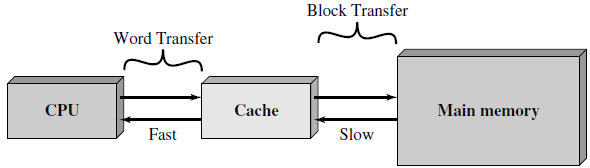 Block Transfer
Word Transfer
CPU
Cache
Main memory
Fast
Slow